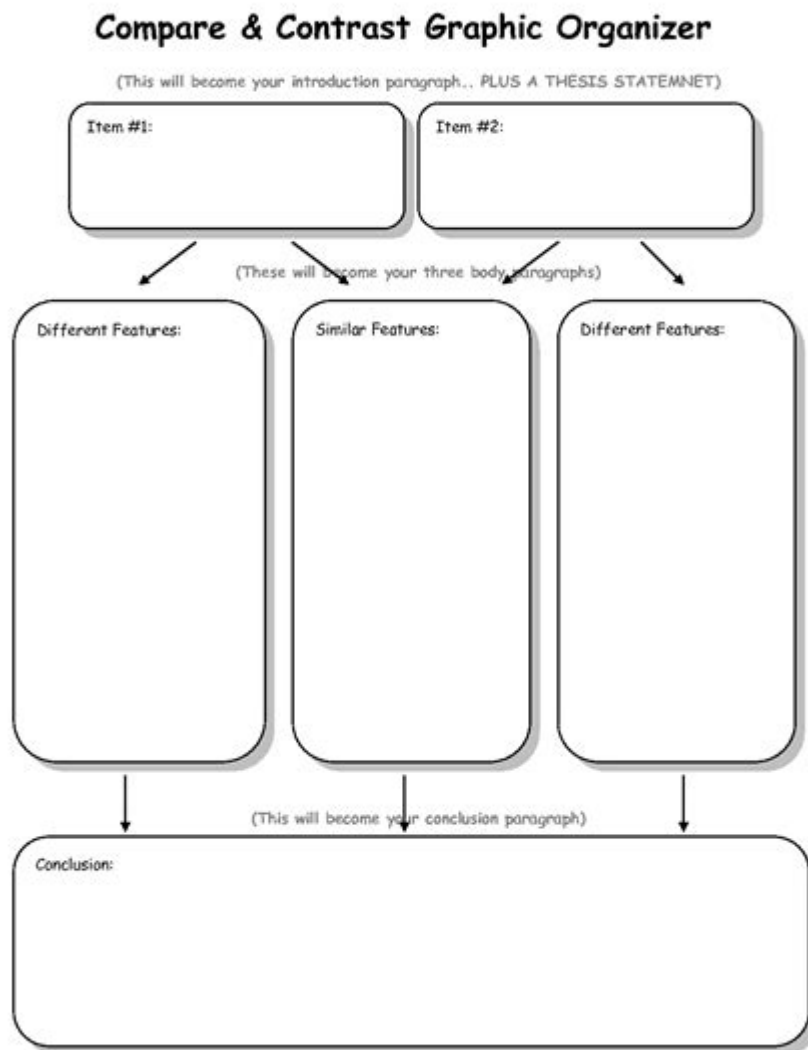 Compare & Contrast Graphic Organizer
(This will become your introduction paragraph.. PLUS A THESIS STATEMNET)
Item #1:
Item #2:
(These will become your three body paragraphs)
Different Features:
Similar Features:
Different Features:
(This will become your conclusion paragraph)
Conclusion: